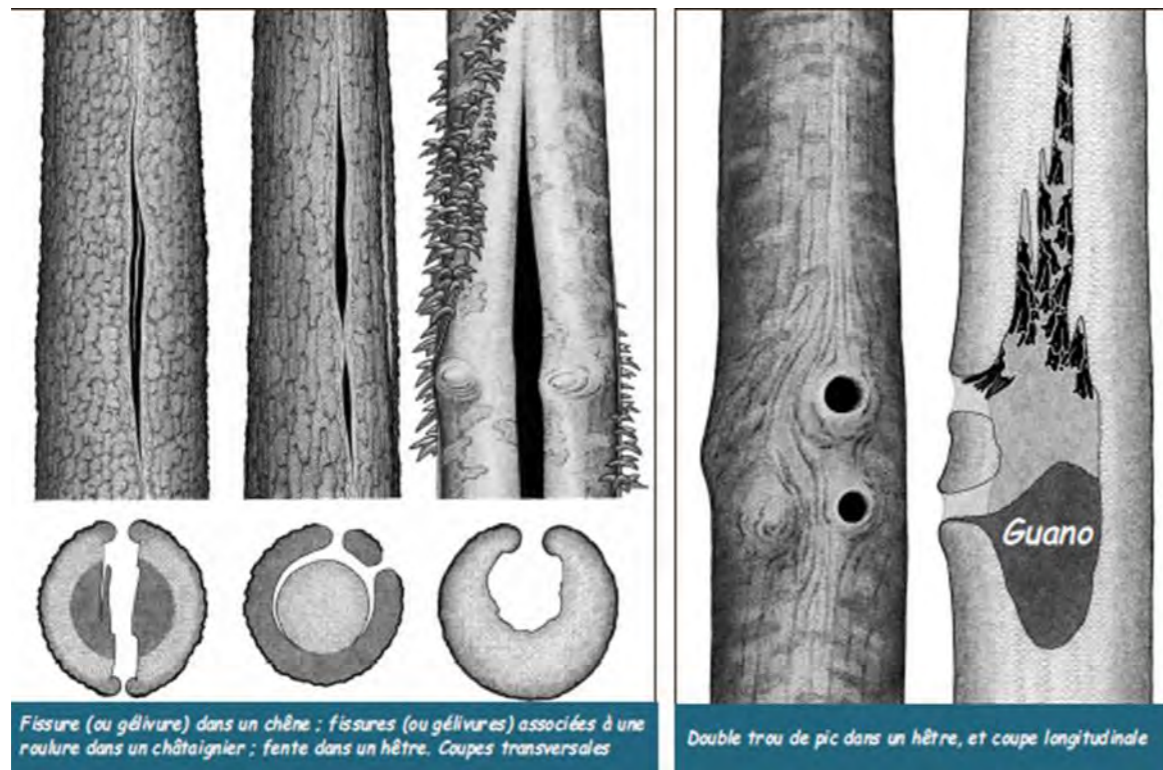 Guano
Fissure (ou gélivure) dans un chêne ; fissures (ou gélivures) associées à une
roulure dans un châtaignier ; fente dans un hêtre. Coupes transversales
Double trou de pic dans un hêtre, et coupe longitudinale